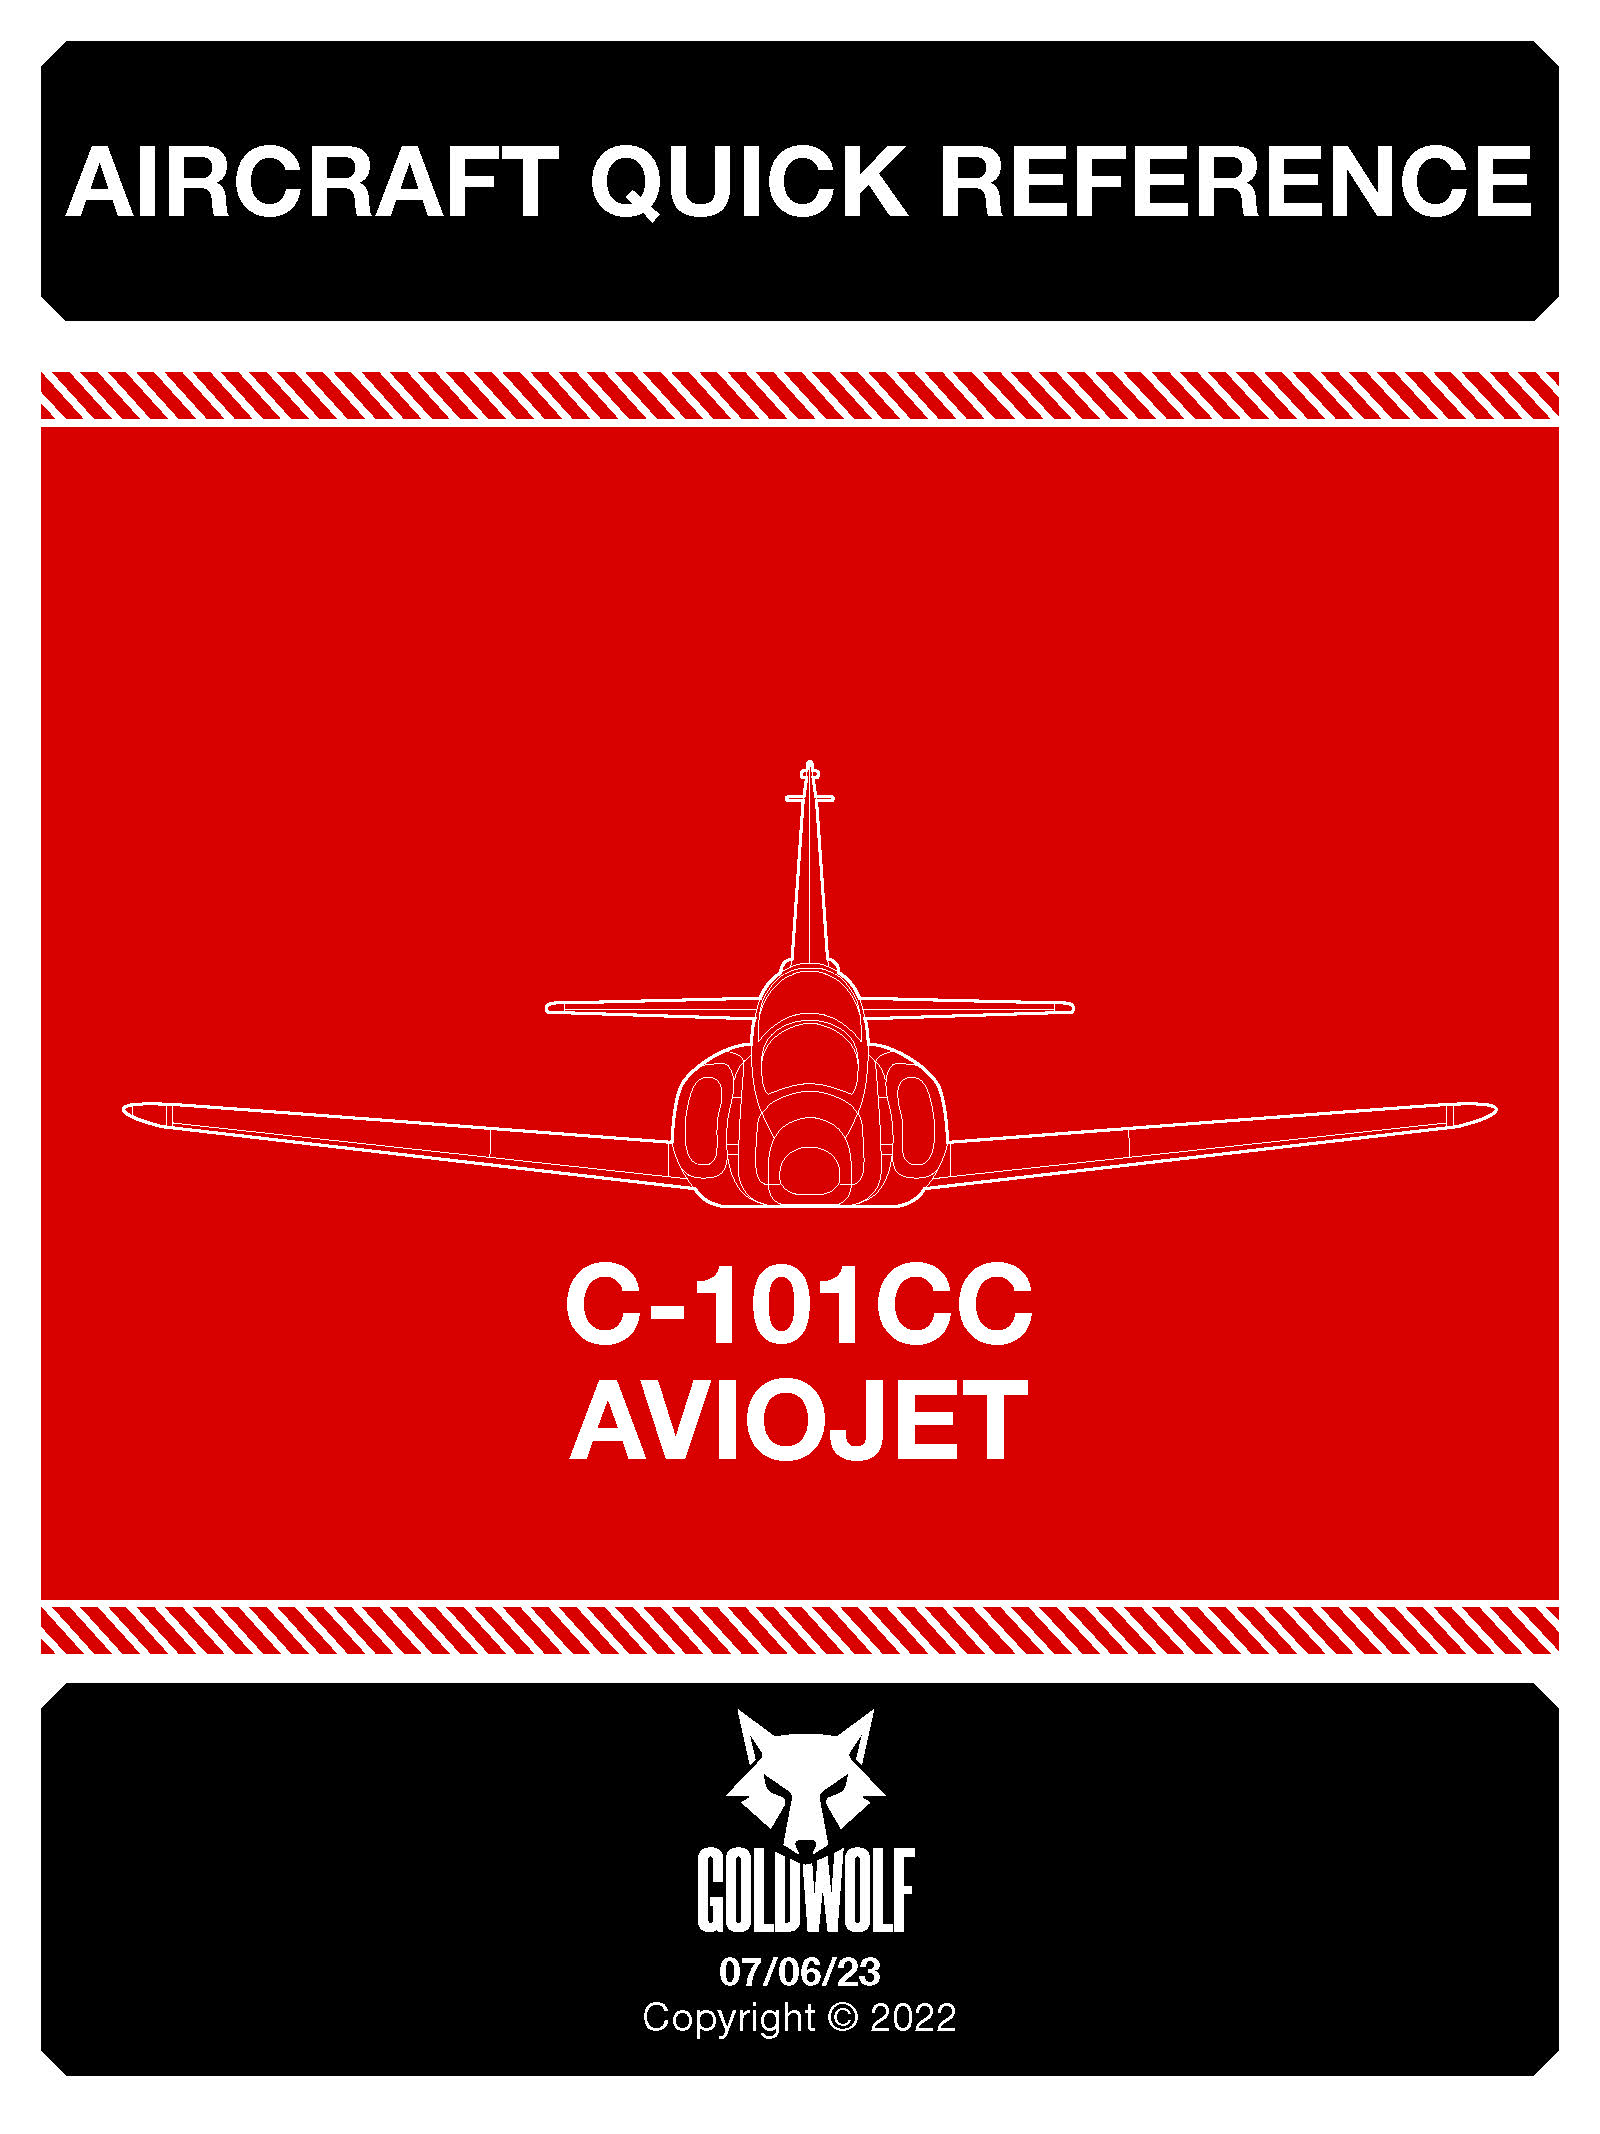 AIRCRAFT QUICK REFERENCE
C-101CC
AVIOJET
GOLDWOLF
07/06/23
Copyright © 2022